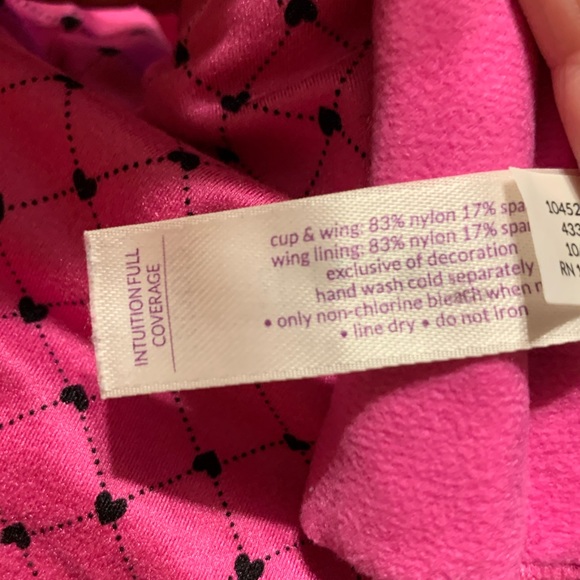 INTUITION FULL
COVERAGE
cup & wing: 83% nylon 17% spa
wing lining: 83% nylon 17% spa
exclusive of decoration
hand wash cold separately
• only non-chlorine bleach when n
• line dry • do not iron
10452
433
10.
RN 1